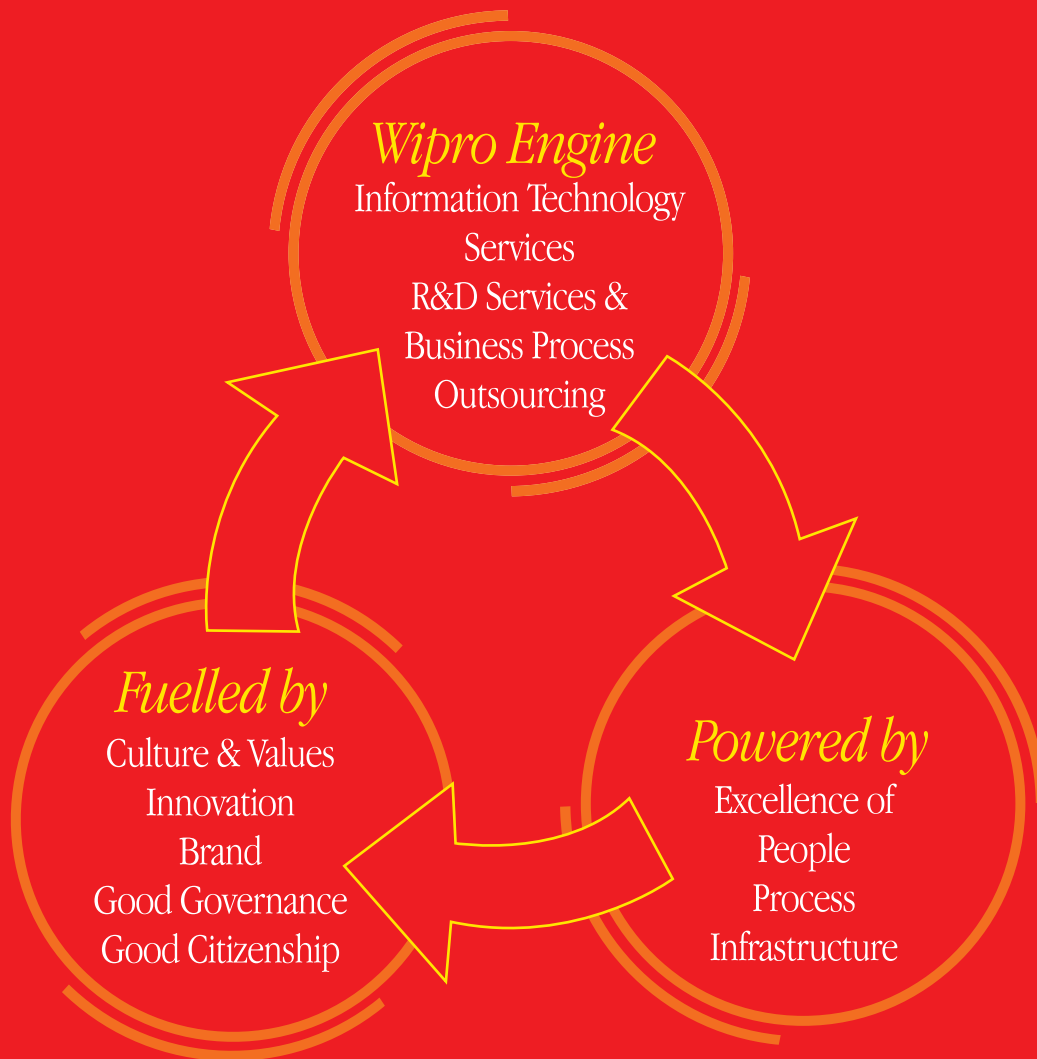 Wipro Engine
Information Technology
Services
R&D Services &
Business Process
Outsourcing
Fuelled by
Culture & Values
Innovation
Brand
Good Governance
Good Citizenship
Powered by
Excellence of
People
Process
Infrastructure